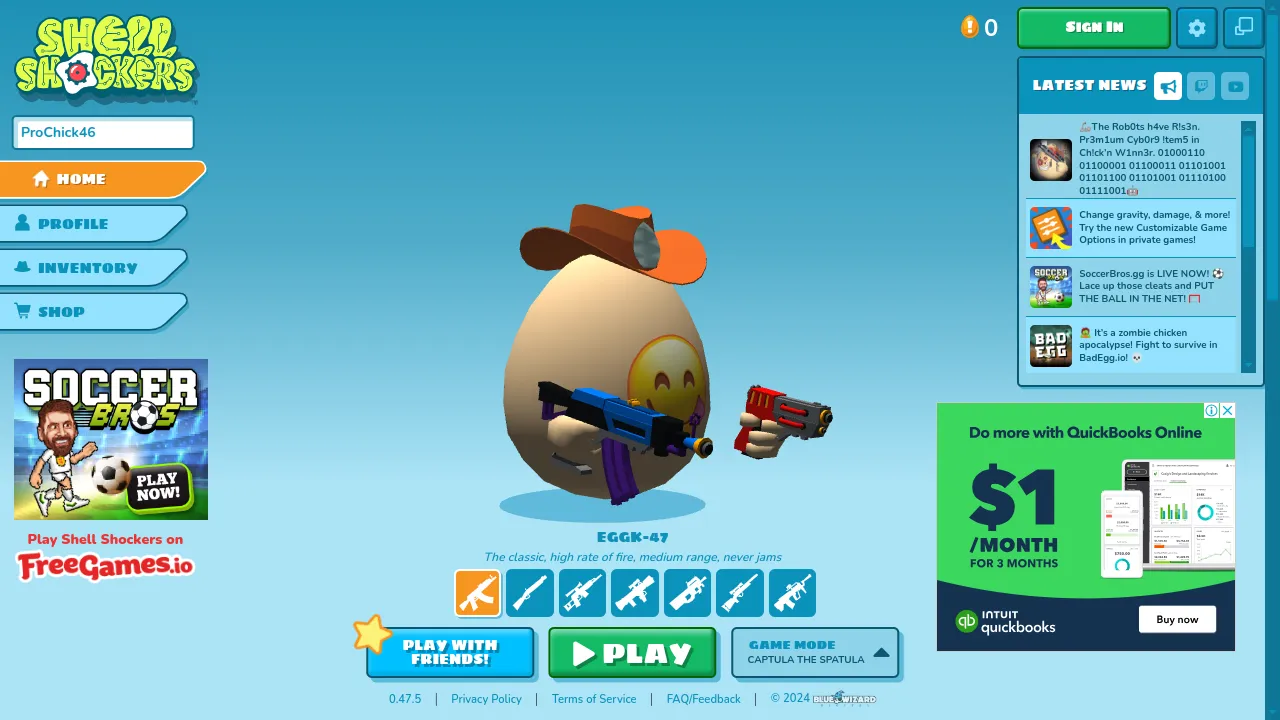 SHELL
SHOCKERS
0
Sign In
ProChick46
HOME
PROFILE
INVENTORY
SHOP
LATEST NEWS
🦾The Rob0ts h4ve R!s3n.
Pr3m1um Cyb0r9 !tem5 in
Ch!ck'n W1nn3r. 01000110
01100001 01100011 01101001
01101100 01101001 01110100
01111001🤖
Change gravity, damage, & more!
Try the new Customizable Game
Options in private games!
SOCCER
BROS
SoccerBros.gg is LIVE NOW! ⚽
Lace up those cleats and PUT
THE BALL IN THE NET! 🥅
BAD
EGG
🧟 It's a zombie chicken
apocalypse! Fight to survive in
BadEgg.io! 💀
SOCCER
BROS
PLAY
NOW!
Play Shell Shockers on
FreeGames.io
Do more with QuickBooks Online
$1
/MONTH
FOR 3 MONTHS
INTUIT
quickbooks
Buy now
EGGK-47
The classic, high rate of fire, medium range, never jams
PLAY WITH
FRIENDS!
PLAY
GAME MODE
CAPTULA THE SPATULA
0.47.5 | Privacy Policy | Terms of Service | FAQ/Feedback | © 2024 BLUE WIZARD